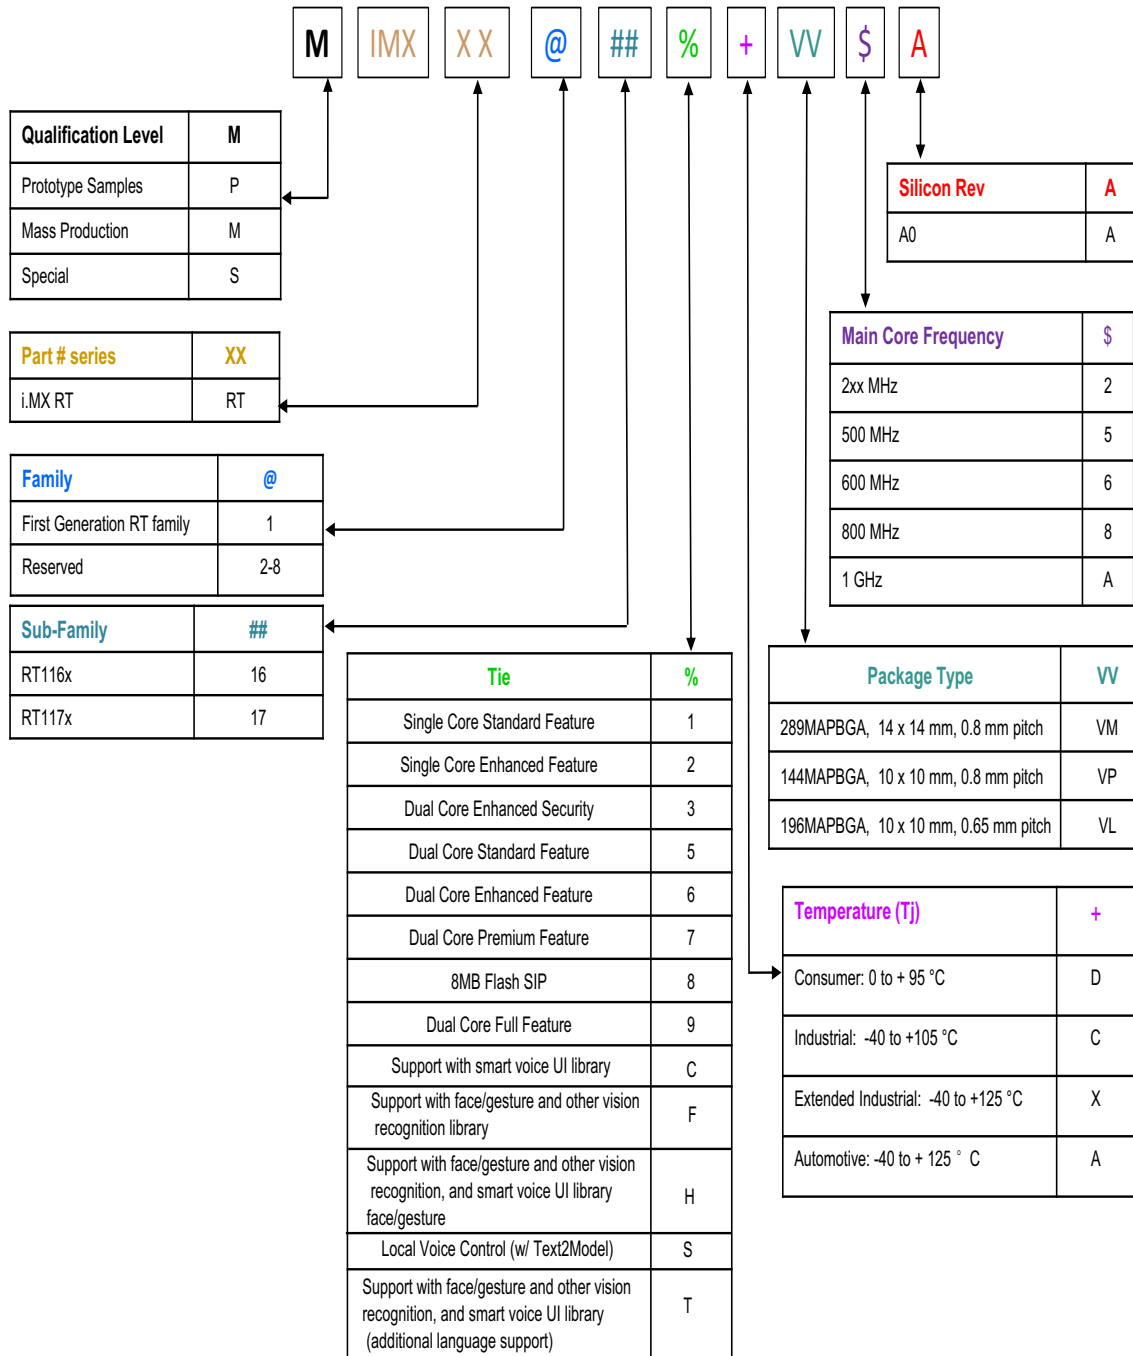 M IMX X X @ ## % + VV $ A
Qualification Level M
Prototype Samples P
Mass Production M
Special S
Silicon Rev A
A0 A
Part # series XX
i.MX RT RT
Main Core Frequency $
2xx MHz 2
500 MHz 5
600 MHz 6
800 MHz 8
1 GHz A
Family @
First Generation RT family 1
Reserved 2-8
Sub-Family ##
RT116x 16
RT117x 17
Tie %
Single Core Standard Feature 1
Single Core Enhanced Feature 2
Dual Core Enhanced Security 3
Dual Core Standard Feature 5
Dual Core Enhanced Feature 6
Dual Core Premium Feature 7
8MB Flash SIP 8
Dual Core Full Feature 9
Support with smart voice UI library C
Support with face/gesture and other vision
recognition library F
Support with face/gesture and other vision
recognition, and smart voice UI library H
face/gesture
Local Voice Control (w/ Text2Model) S
Support with face/gesture and other vision
recognition, and smart voice UI library T
(additional language support)
Package Type VV
289MAPBGA, 14 x 14 mm, 0.8 mm pitch VM
144MAPBGA, 10 x 10 mm, 0.8 mm pitch VP
196MAPBGA, 10 x 10 mm, 0.65 mm pitch VL
Temperature (Tj) +
Consumer: 0 to + 95 °C D
Industrial: -40 to +105 °C C
Extended Industrial: -40 to +125 °C X
Automotive: -40 to + 125 ° C A